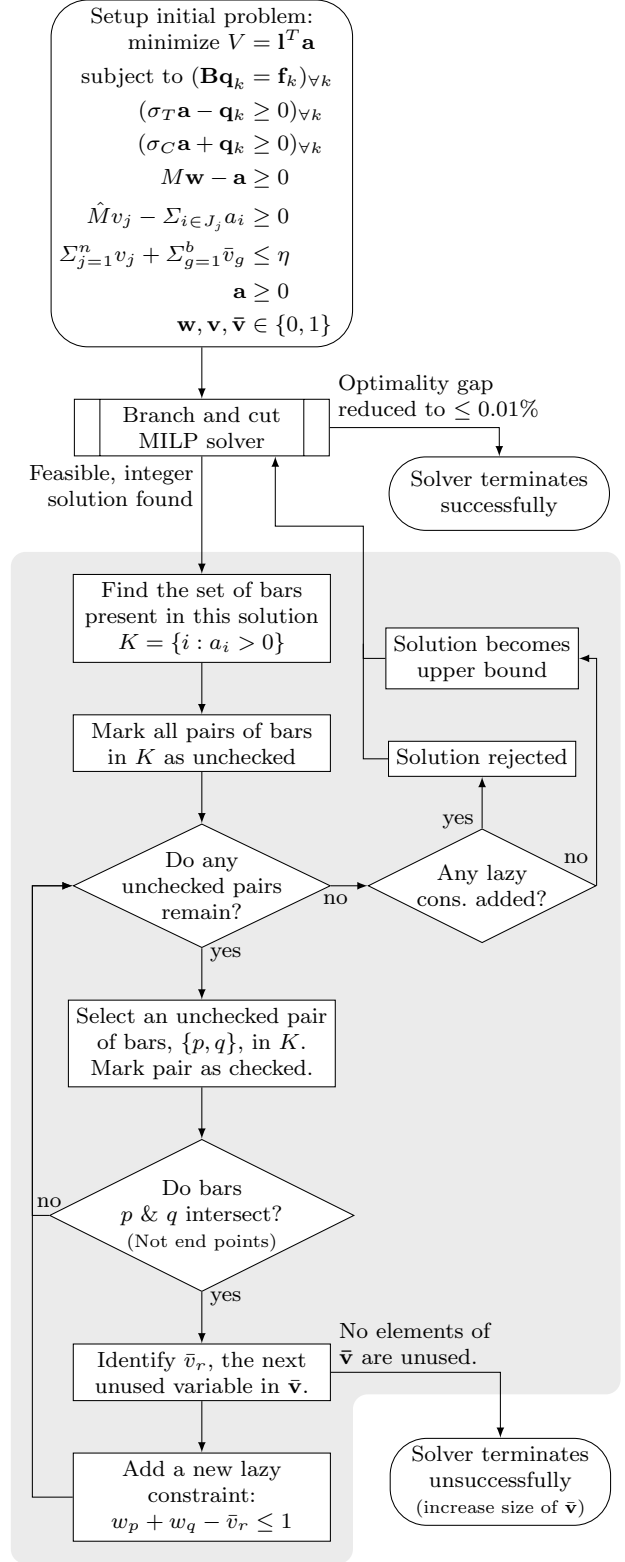 Setup initial problem:
minimize V = 𝐥ᵀ𝐚
subject to (𝐁𝐪ₖ = 𝐟ₖ)∀ₖ
(σ_T 𝐚 − 𝐪ₖ ≥ 0)∀ₖ
(σ_C 𝐚 + 𝐪ₖ ≥ 0)∀ₖ
M𝐰 − 𝐚 ≥ 0
M̂v_j − Σ_{i∈J_j} a_i ≥ 0
Σ^n_{j=1} v_j + Σ^b_{g=1} v̄_g ≤ η
𝐚 ≥ 0
𝐰, 𝐯, 𝐯̄ ∈ {0, 1}
Optimality gap
reduced to ≤ 0.01%
Branch and cut
MILP solver
Feasible, integer
solution found
Solver terminates
successfully
Find the set of bars
present in this solution
K = {i : a_i > 0}
Solution becomes
upper bound
Mark all pairs of bars
in K as unchecked
Solution rejected
yes
no
Do any
unchecked pairs
remain?
no
Any lazy
cons. added?
yes
Select an unchecked pair
of bars, {p, q}, in K.
Mark pair as checked.
no
Do bars
p & q intersect?
(Not end points)
yes
No elements of
𝐯̄ are unused.
Identify v̄_r, the next
unused variable in 𝐯̄.
Solver terminates
unsuccessfully
(increase size of 𝐯̄)
Add a new lazy
constraint:
w_p + w_q − v̄_r ≤ 1